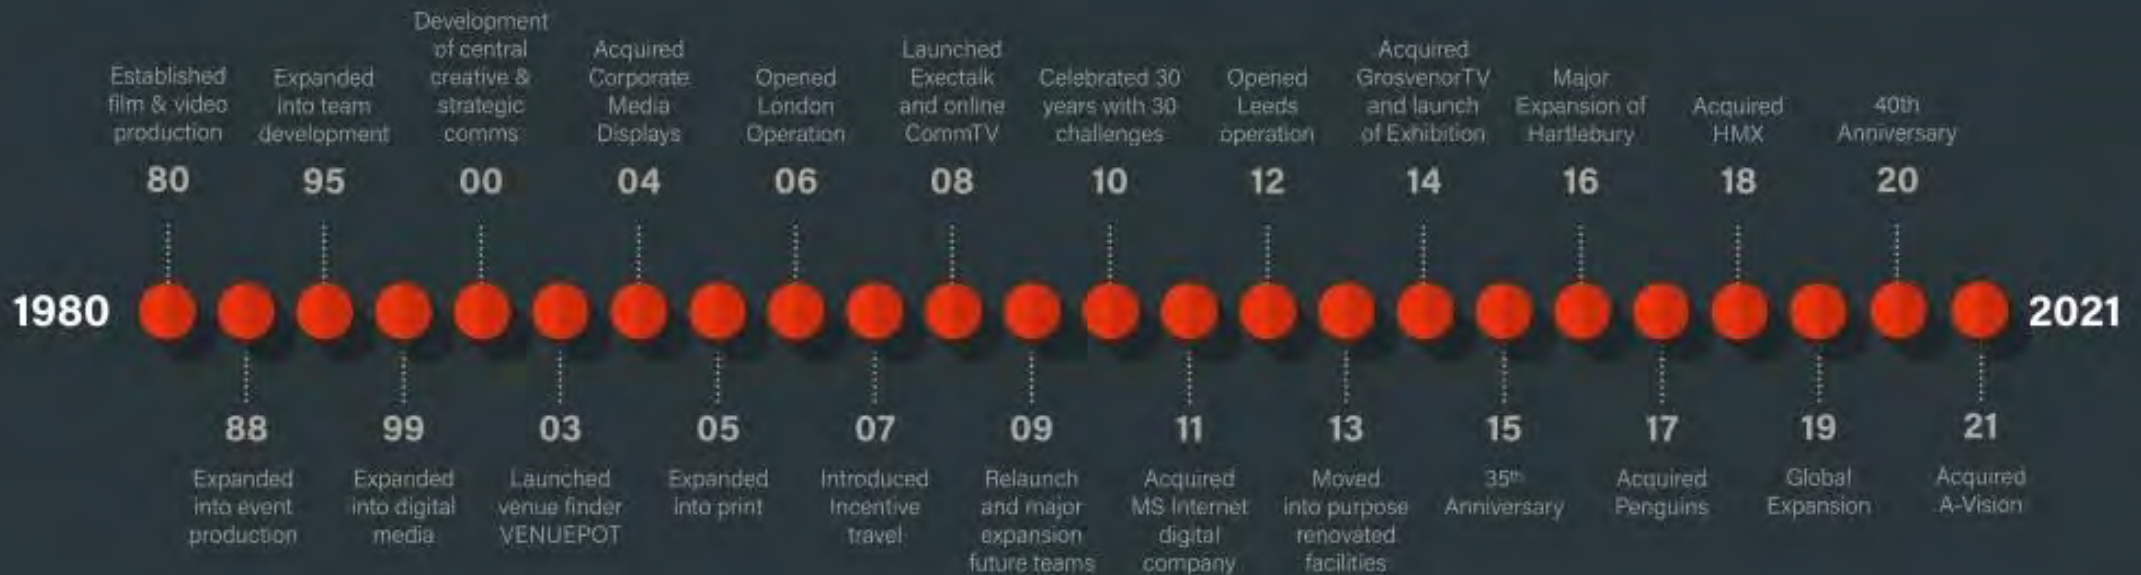 Established
film & video
production
80
Expanded
into team
development
95
Development
of central
creative &
strategic
comms
00
Acquired
Corporate
Media
Displays
04
Opened
London
Operation
06
Launched
Exectalk
and online
CommTV
08
Celebrated 30
years with 30
challenges
10
Opened
Leeds
operation
12
Acquired
GrosvenorTV
and launch
of Exhibition
14
Major
Expansion of
Hartlebury
16
Acquired
HMX
18
40th
Anniversary
20
1980
2021
88
Expanded
into event
production
99
Expanded
into digital
media
03
Launched
venue finder
VENUEPOT
05
Expanded
into print
07
Introduced
Incentive
travel
09
Relaunch
and major
expansion
future teams
11
Acquired
MS Internet
digital
company
13
Moved
into purpose
renovated
facilities
15
35th
Anniversary
17
Acquired
Penguins
19
Global
Expansion
21
Acquired
A-Vision